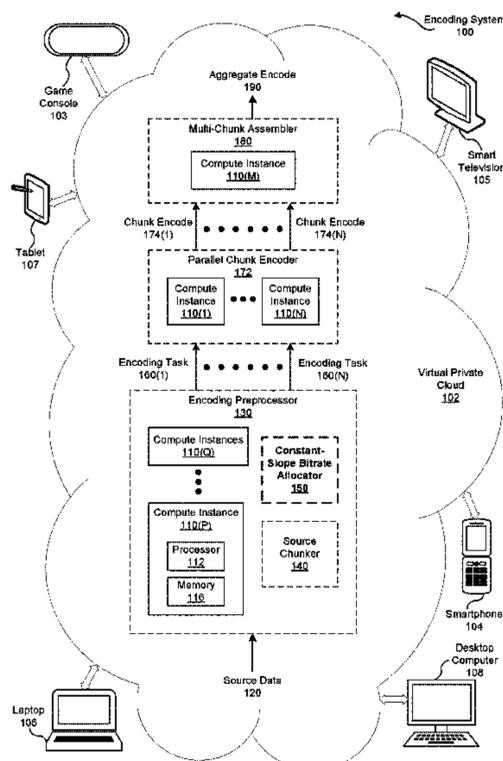 Encoding System
100
Game
Console
103
Aggregate Encode
190
Multi-Chunk Assembler
180
Compute Instance
110(M)
Smart
Television
105
Tablet
107
Chunk Encode
174(1)
Chunk Encode
174(N)
Parallel Chunk Encoder
172
Compute
Instance
110(1)
Compute
Instance
110(N)
Encoding Task
160(1)
Encoding Task
160(N)
Virtual Private
Cloud
102
Encoding Preprocessor
130
Compute Instances
110(Q)
Constant-
Slope Bitrate
Allocator
150
Compute Instance
110(P)
Processor
112
Memory
116
Source
Chunker
140
Smartphone
104
Source Data
120
Desktop
Computer
108
Laptop
106